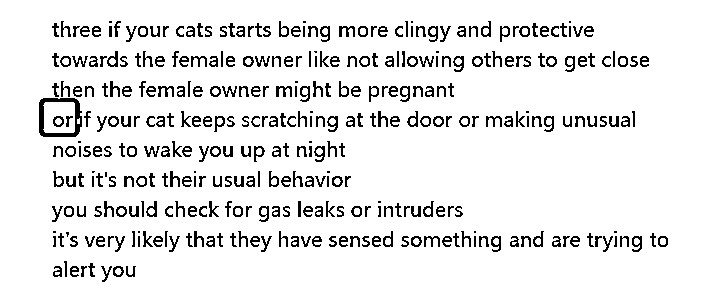 three if your cats starts being more clingy and protective
towards the female owner like not allowing others to get close
then the female owner might be pregnant
or if your cat keeps scratching at the door or making unusual
noises to wake you up at night
but it's not their usual behavior
you should check for gas leaks or intruders
it's very likely that they have sensed something and are trying to
alert you